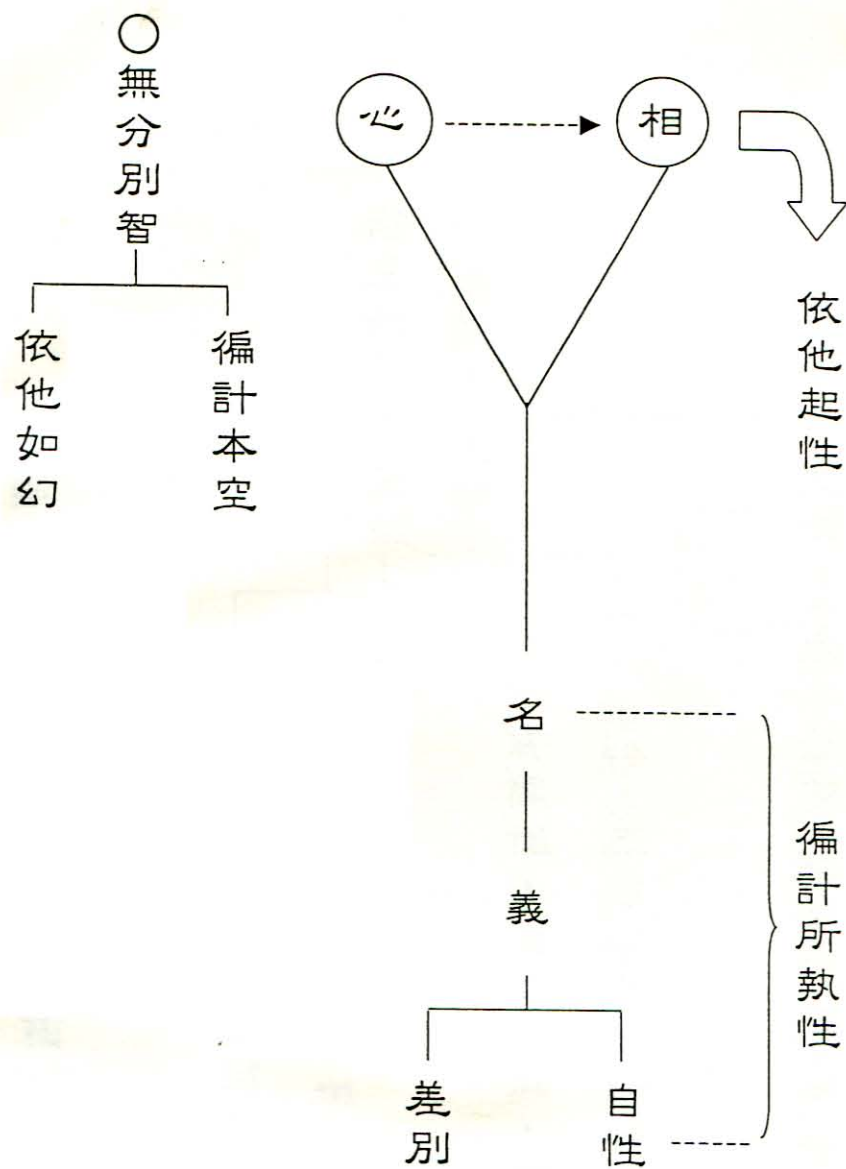 心
相
依他起性
名
義
自性
差別
徧計所執性
○無分別智
徧計本空
依他如幻